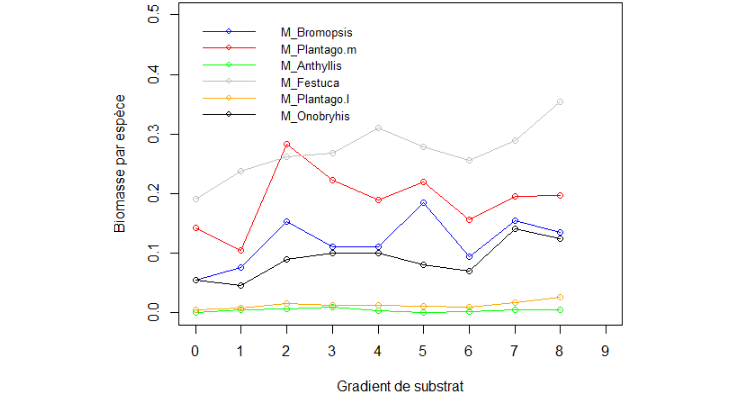 0.5
0.4
0.3
0.2
0.1
0.0
Biomasse par espèce
M_Bromopsis
M_Plantago.m
M_Anthyllis
M_Festuca
M_Plantago.l
M_Onobryhis
0 1 2 3 4 5 6 7 8 9
Gradient de substrat